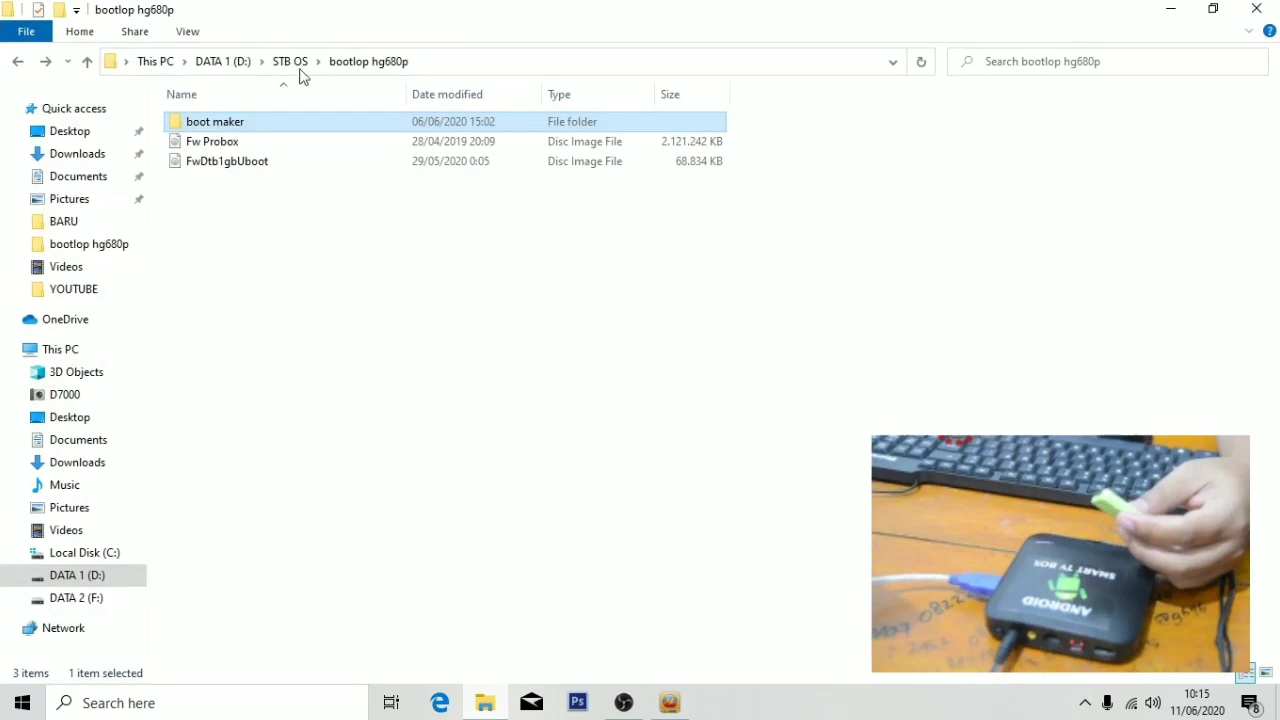 bootlop hg680p
File Home Share View
This PC DATA 1 (D:) STB OS bootlop hg680p
Search bootlop hg680p
Name Date modified Type Size
boot maker 06/06/2020 15:02 File folder
Fw Probox 28/04/2019 20:09 Disc Image File 2.121.242 KB
FwDtb1gbUboot 29/05/2020 0:05 Disc Image File 68.834 KB
Quick access
Desktop
Downloads
Documents
Pictures
BARU
bootlop hg680p
Videos
YOUTUBE
OneDrive
This PC
3D Objects
D7000
Desktop
Documents
Downloads
Music
Pictures
Videos
Local Disk (C:)
DATA 1 (D:)
DATA 2 (F:)
Network
SMART TV BOX
ANDROID
3 items 1 item selected
Search here
Ps
10:15
11/06/2020
8